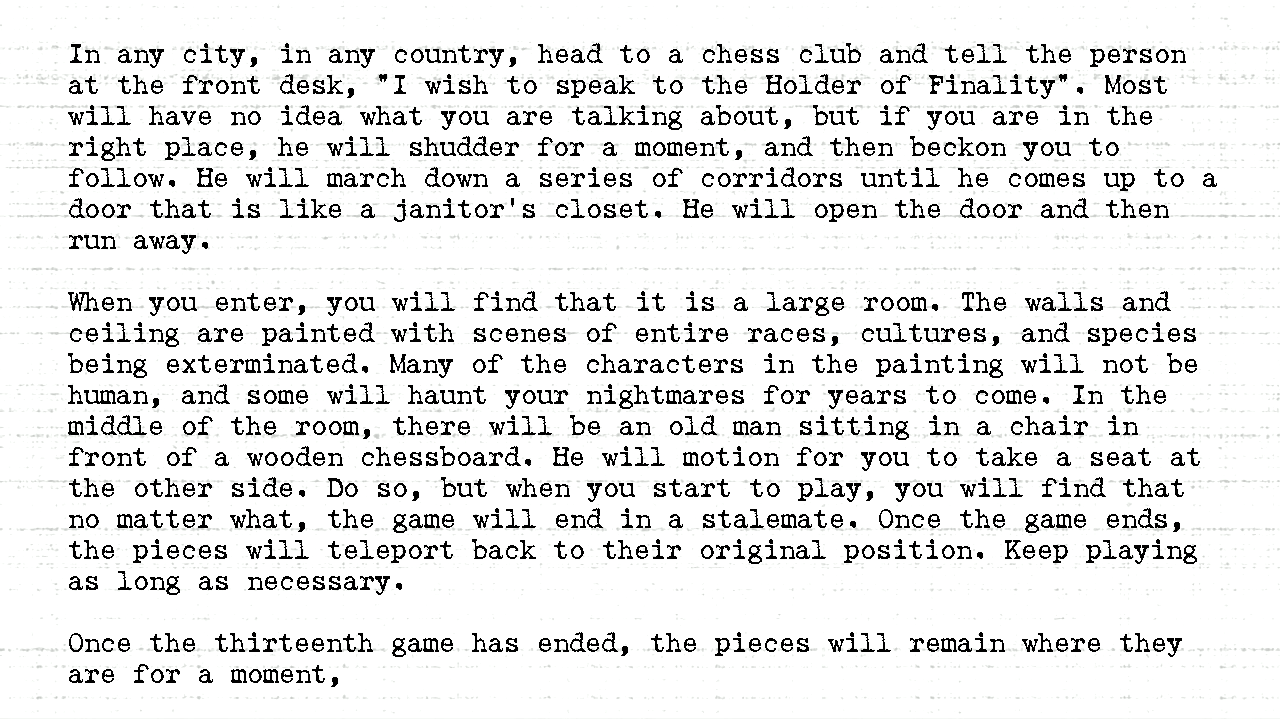 In any city, in any country, head to a chess club and tell the person
at the front desk, "I wish to speak to the Holder of Finality". Most
will have no idea what you are talking about, but if you are in the
right place, he will shudder for a moment, and then beckon you to
follow. He will march down a series of corridors until he comes up to a
door that is like a janitor's closet. He will open the door and then
run away.
When you enter, you will find that it is a large room. The walls and
ceiling are painted with scenes of entire races, cultures, and species
being exterminated. Many of the characters in the painting will not be
human, and some will haunt your nightmares for years to come. In the
middle of the room, there will be an old man sitting in a chair in
front of a wooden chessboard. He will motion for you to take a seat at
the other side. Do so, but when you start to play, you will find that
no matter what, the game will end in a stalemate. Once the game ends,
the pieces will teleport back to their original position. Keep playing
as long as necessary.
Once the thirteenth game has ended, the pieces will remain where they
are for a moment,